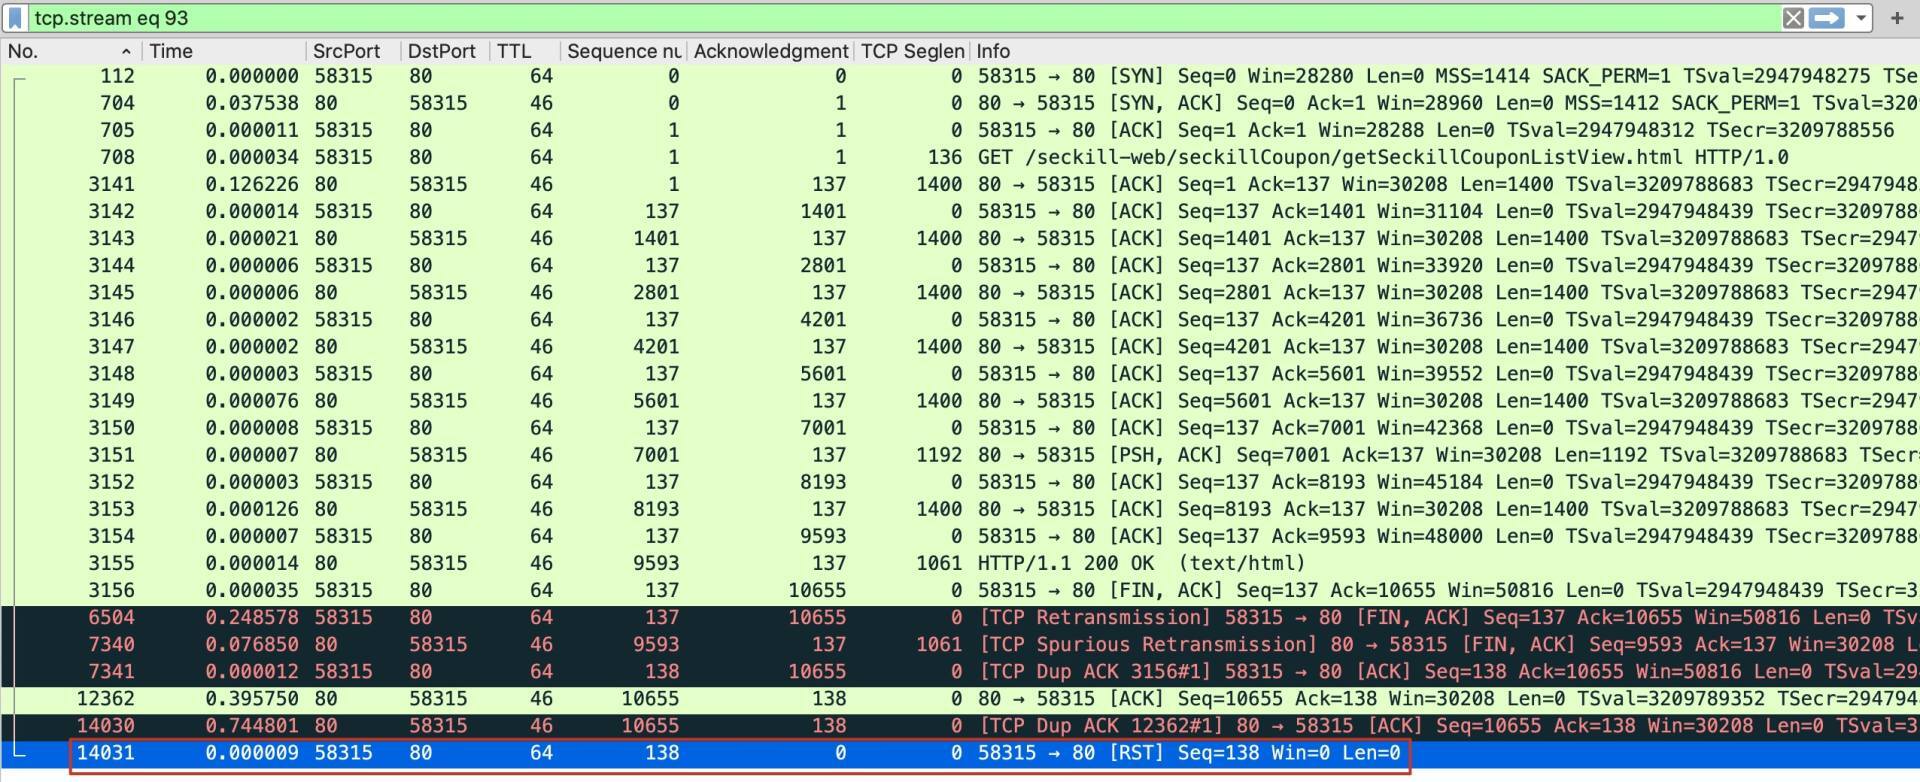 tcp.stream eq 93
No. Time SrcPort DstPort TTL Sequence nu Acknowledgment TCP Seglen Info
112 0.000000 58315 80 64 0 0 0 58315 → 80 [SYN] Seq=0 Win=28280 Len=0 MSS=1414 SACK_PERM=1 TSval=2947948275 TSe
704 0.037538 80 58315 46 0 1 0 80 → 58315 [SYN, ACK] Seq=0 Ack=1 Win=28960 Len=0 MSS=1412 SACK_PERM=1 TSval=320
705 0.000011 58315 80 64 1 1 0 58315 → 80 [ACK] Seq=1 Ack=1 Win=28288 Len=0 TSval=2947948312 TSecr=3209788556
708 0.000034 58315 80 64 1 1 136 GET /seckill-web/seckillCoupon/getSeckillCouponListView.html HTTP/1.0
3141 0.126226 80 58315 46 1 137 1400 80 → 58315 [ACK] Seq=1 Ack=137 Win=30208 Len=1400 TSval=3209788683 TSecr=2947948
3142 0.000014 58315 80 64 137 1401 0 58315 → 80 [ACK] Seq=137 Ack=1401 Win=31104 Len=0 TSval=2947948439 TSecr=3209788
3143 0.000021 80 58315 46 1401 137 1400 80 → 58315 [ACK] Seq=1401 Ack=137 Win=30208 Len=1400 TSval=3209788683 TSecr=2947
3144 0.000006 58315 80 64 137 2801 0 58315 → 80 [ACK] Seq=137 Ack=2801 Win=33920 Len=0 TSval=2947948439 TSecr=3209788
3145 0.000006 80 58315 46 2801 137 1400 80 → 58315 [ACK] Seq=2801 Ack=137 Win=30208 Len=1400 TSval=3209788683 TSecr=2947
3146 0.000002 58315 80 64 137 4201 0 58315 → 80 [ACK] Seq=137 Ack=4201 Win=36736 Len=0 TSval=2947948439 TSecr=3209788
3147 0.000002 80 58315 46 4201 137 1400 80 → 58315 [ACK] Seq=4201 Ack=137 Win=30208 Len=1400 TSval=3209788683 TSecr=2947
3148 0.000003 58315 80 64 137 5601 0 58315 → 80 [ACK] Seq=137 Ack=5601 Win=39552 Len=0 TSval=2947948439 TSecr=3209788
3149 0.000076 80 58315 46 5601 137 1400 80 → 58315 [ACK] Seq=5601 Ack=137 Win=30208 Len=1400 TSval=3209788683 TSecr=2947
3150 0.000008 58315 80 64 137 7001 0 58315 → 80 [ACK] Seq=137 Ack=7001 Win=42368 Len=0 TSval=2947948439 TSecr=3209788
3151 0.000007 80 58315 46 7001 137 1192 80 → 58315 [PSH, ACK] Seq=7001 Ack=137 Win=30208 Len=1192 TSval=3209788683 TSecr
3152 0.000003 58315 80 64 137 8193 0 58315 → 80 [ACK] Seq=137 Ack=8193 Win=45184 Len=0 TSval=2947948439 TSecr=3209788
3153 0.000126 80 58315 46 8193 137 1400 80 → 58315 [ACK] Seq=8193 Ack=137 Win=30208 Len=1400 TSval=3209788683 TSecr=2947
3154 0.000007 58315 80 64 137 9593 0 58315 → 80 [ACK] Seq=137 Ack=9593 Win=48000 Len=0 TSval=2947948439 TSecr=3209788
3155 0.000014 80 58315 46 9593 137 1061 HTTP/1.1 200 OK (text/html)
3156 0.000035 58315 80 64 137 10655 0 58315 → 80 [FIN, ACK] Seq=137 Ack=10655 Win=50816 Len=0 TSval=2947948439 TSecr=3
6504 0.248578 58315 80 64 137 10655 0 [TCP Retransmission] 58315 → 80 [FIN, ACK] Seq=137 Ack=10655 Win=50816 Len=0 TSv
7340 0.076850 80 58315 46 9593 137 1061 [TCP Spurious Retransmission] 80 → 58315 [FIN, ACK] Seq=9593 Ack=137 Win=30208 L
7341 0.000012 58315 80 64 138 10655 0 [TCP Dup ACK 3156#1] 58315 → 80 [ACK] Seq=138 Ack=10655 Win=50816 Len=0 TSval=29
12362 0.395750 80 58315 46 10655 138 0 80 → 58315 [ACK] Seq=10655 Ack=138 Win=30208 Len=0 TSval=3209789352 TSecr=294794
14030 0.744801 80 58315 46 10655 138 0 [TCP Dup ACK 12362#1] 80 → 58315 [ACK] Seq=10655 Ack=138 Win=30208 Len=0 TSval=3
14031 0.000009 58315 80 64 138 0 0 58315 → 80 [RST] Seq=138 Win=0 Len=0